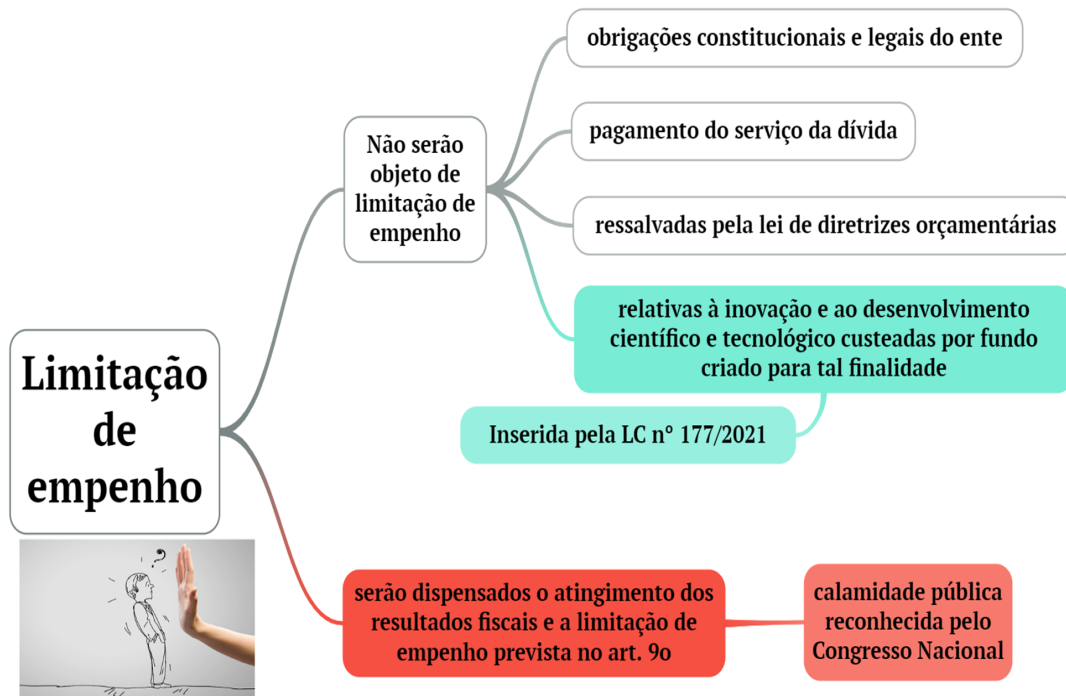 Limitação
de
empenho
Não serão
objeto de
limitação de
empenho
obrigações constitucionais e legais do ente
pagamento do serviço da dívida
ressalvadas pela lei de diretrizes orçamentárias
relativas à inovação e ao desenvolvimento
científico e tecnológico custeadas por fundo
criado para tal finalidade
Inserida pela LC n° 177/2021
serão dispensados o atingimento dos
resultados fiscais e a limitação de
empenho prevista no art. 9o
calamidade pública
reconhecida pelo
Congresso Nacional
?